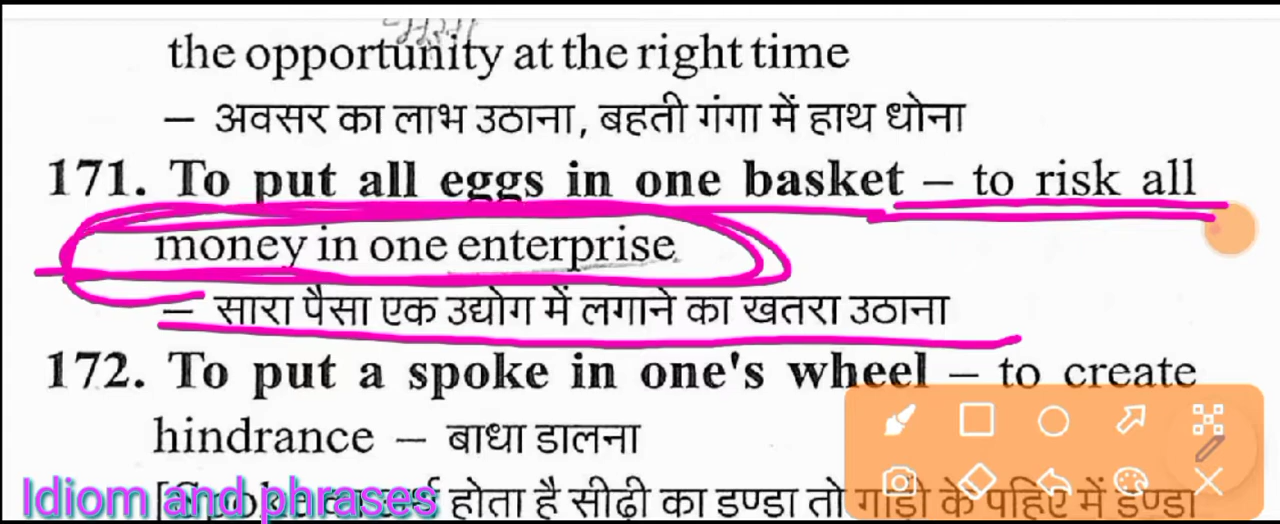 the opportunity at the right time
– अवसर का लाभ उठाना, बहती गंगा में हाथ धोना
171. To put all eggs in one basket – to risk all
money in one enterprise
– सारा पैसा एक उद्योग में लगाने का खतरा उठाना
172. To put a spoke in one's wheel – to create
hindrance – बाधा डालना
होता है सीढ़ी का डण्डा तो गाड़ी के पहिए में डण्डा
Idiom and phrases